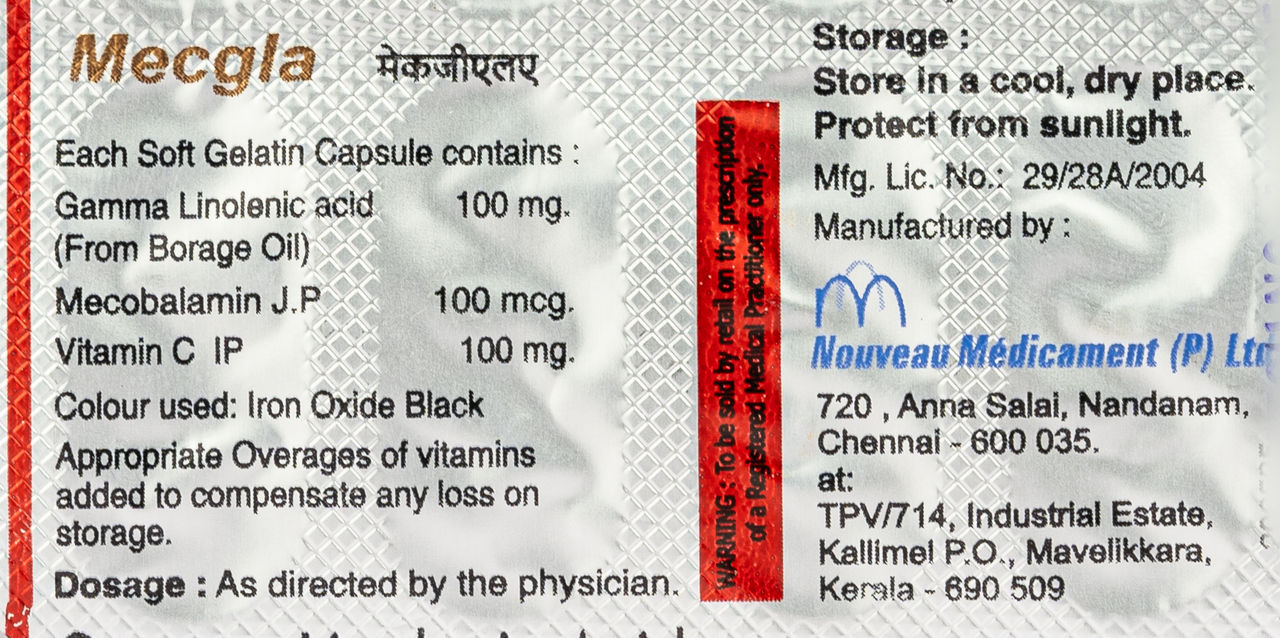 Mecgla मेकजीएलए
Each Soft Gelatin Capsule contains :
Gamma Linolenic acid 100 mg.
(From Borage Oil)
Mecobalamin J.P 100 mcg.
Vitamin C IP 100 mg.
Colour used: Iron Oxide Black
Appropriate Overages of vitamins
added to compensate any loss on
storage.
Dosage : As directed by the physician.
WARNING : To be sold by retail on the prescription
of a Registered Medical Practitioner only.
Storage :
Store in a cool, dry place.
Protect from sunlight.
Mfg. Lic. No.: 29/28A/2004
Manufactured by :
Nouveau Médicament (P) Ltd
720 , Anna Salai, Nandanam,
Chennai - 600 035.
at:
TPV/714, Industrial Estate,
Kallimel P.O., Mavelikkara,
Kerala - 690 509